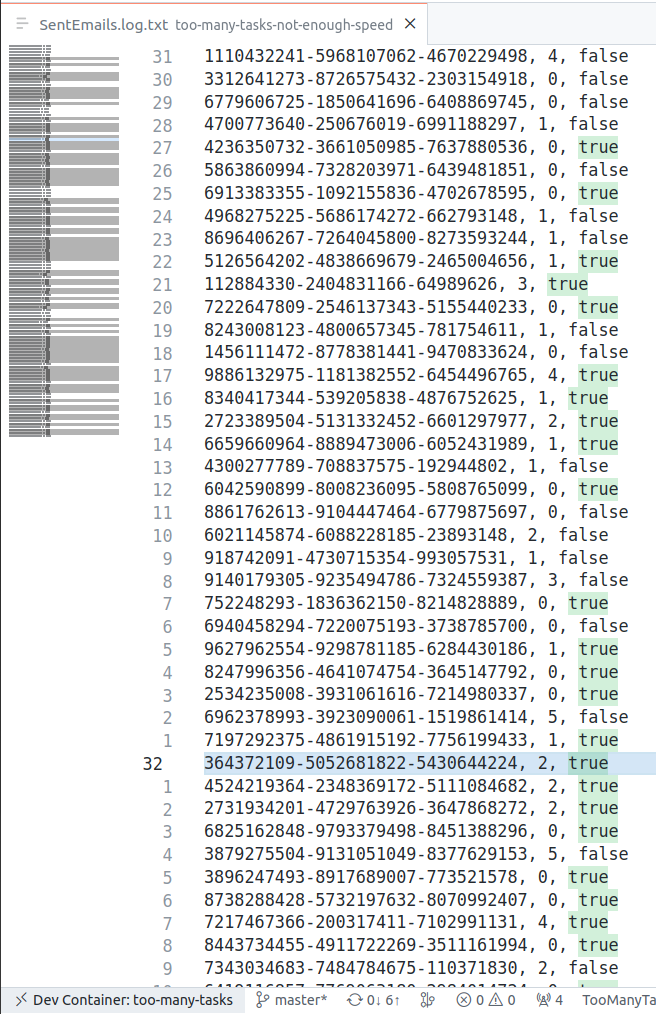 SentEmails.log.txt too-many-tasks-not-enough-speed
31 1110432241-5968107062-4670229498, 4, false
30 3312641273-8726575432-2303154918, 0, false
29 6779606725-1850641696-6408869745, 0, false
28 4700773640-250676019-6991188297, 1, false
27 4236350732-3661050985-7637880536, 0, true
26 5863860994-7328203971-6439481851, 0, false
25 6913383355-1092155836-4702678595, 0, true
24 4968275225-5686174272-662793148, 1, false
23 8696406267-7264045800-8273593244, 1, false
22 5126564202-4838669679-2465004656, 1, true
21 112884330-2404831166-64989626, 3, true
20 7222647809-2546137343-5155440233, 0, true
19 8243008123-4800657345-781754611, 1, false
18 1456111472-8778381441-9470833624, 0, false
17 9886132975-1181382552-6454496765, 4, true
16 8340417344-539205838-4876752625, 1, true
15 2723389504-5131332452-6601297977, 2, true
14 6659660964-8889473006-6052431989, 1, true
13 4300277789-708837575-192944802, 1, false
12 6042590899-8008236095-5808765099, 0, true
11 8861762613-9104447464-6779875697, 0, false
10 6021145874-6088228185-23893148, 2, false
9 918742091-4730715354-993057531, 1, false
8 9140179305-9235494786-7324559387, 3, false
7 752248293-1836362150-8214828889, 0, true
6 6940458294-7220075193-3738785700, 0, false
5 9627962554-9298781185-6284430186, 1, true
4 8247996356-4641074754-3645147792, 0, true
3 2534235008-3931061616-7214980337, 0, true
2 6962378993-3923090061-1519861414, 5, false
1 7197292375-4861915192-7756199433, 1, true
32 364372109-5052681822-5430644224, 2, true
1 4524219364-2348369172-5111084682, 2, true
2 2731934201-4729763926-3647868272, 2, true
3 6825162848-9793379498-8451388296, 0, true
4 3879275504-9131051049-8377629153, 5, false
5 3896247493-8917689007-773521578, 0, true
6 8738288428-5732197632-8070992407, 0, true
7 7217467366-200317411-7102991131, 4, true
8 8443734455-4911722269-3511161994, 0, true
9 7343034683-7484784675-110371830, 2, false
Dev Container: too-many-tasks master* 0↓ 6↑ 0 0 4 TooManyTa